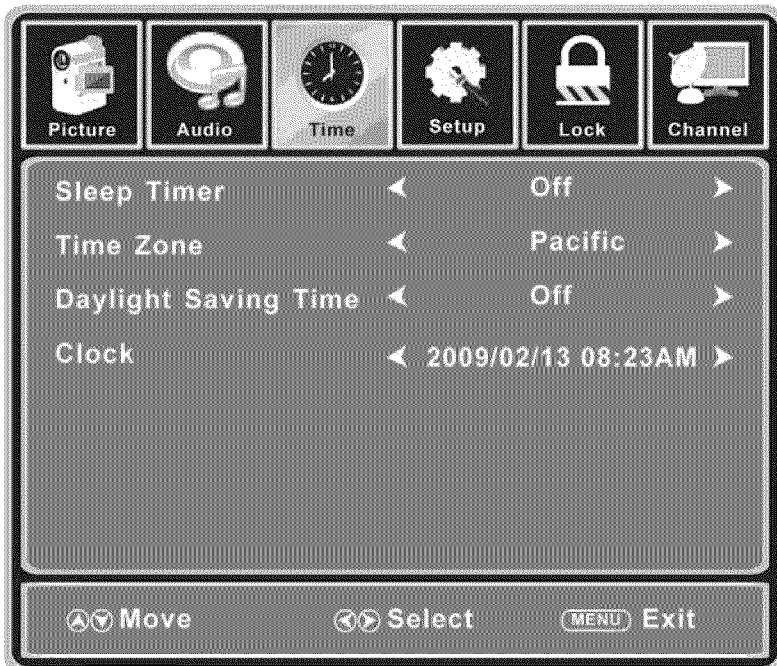 Picture Audio Time Setup Lock Channel
Sleep Timer Off
Time Zone Pacific
Daylight Saving Time Off
Clock 2009/02/13 08:23AM
Move Select MENU Exit